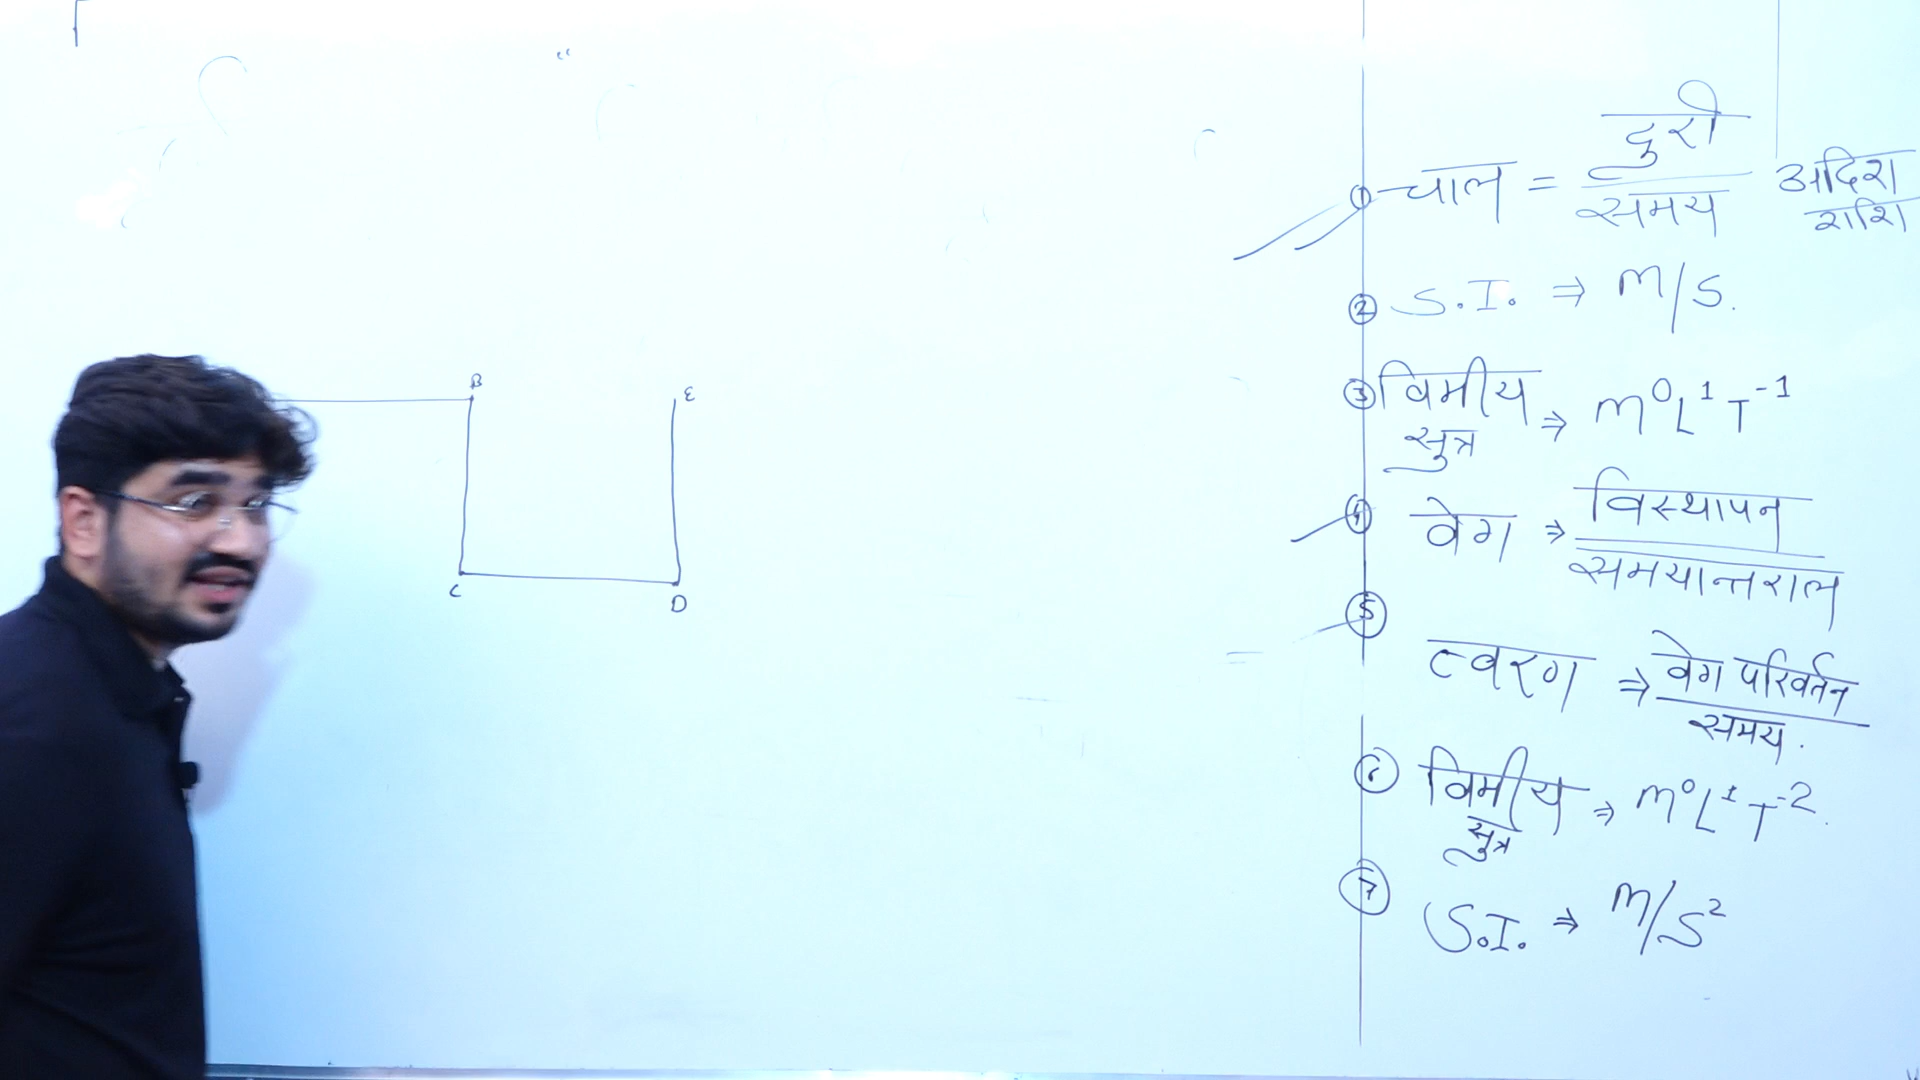 B
E
C
D
① चाल = दुरी / समय अदिश राशि
② S.I. ⇒ m/s.
③ विमीय सुत्र ⇒ m⁰L¹T⁻¹
④ वेग ⇒ विस्थापन / समयान्तराल
⑤
त्वरण ⇒ वेग परिवर्तन / समय.
⑥ विमीय सुत्र ⇒ m⁰L¹T⁻².
⑦ S.I. ⇒ m/s²